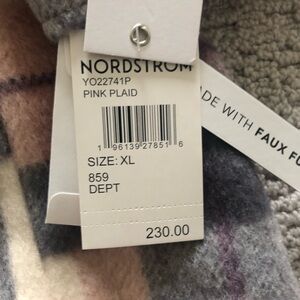 NORDSTROM
YO22741P
PINK PLAID
1 96139 27851 6
SIZE: XL
859
DEPT
230.00
DE WITH FAUX FU